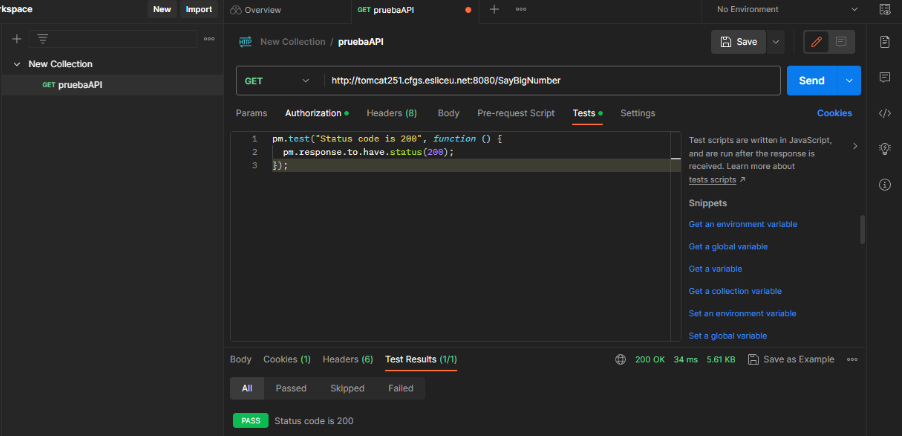 rkspace New Import
Overview
GET pruebaAPI
No Environment
New Collection
GET pruebaAPI
HTTP New Collection / pruebaAPI
Save
GET http://tomcat251.cfgs.esliceu.net:8080/SayBigNumber Send
Params Authorization Headers (8) Body Pre-request Script Tests Settings Cookies
1 pm.test("Status code is 200", function () {
2 pm.response.to.have.status(200);
3 });
Test scripts are written in JavaScript,
and are run after the response is
received. Learn more about
tests scripts ↗
Snippets
Get an environment variable
Get a global variable
Get a variable
Get a collection variable
Set an environment variable
Set a global variable
Body Cookies (1) Headers (6) Test Results (1/1) 200 OK 34 ms 5.61 KB Save as Example
All Passed Skipped Failed
PASS Status code is 200